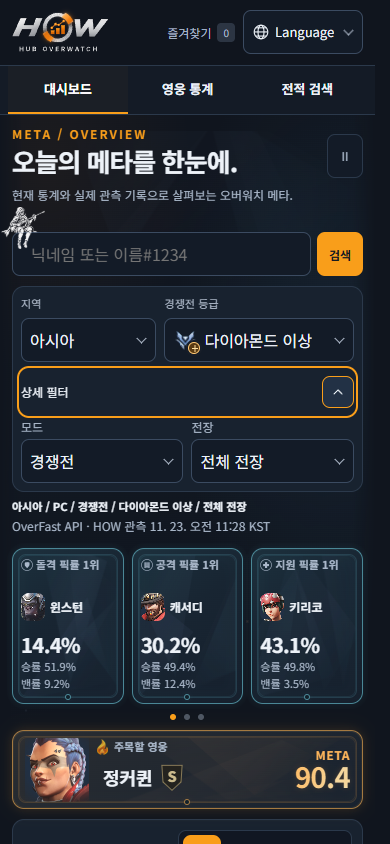 HOW
HUB OVERWATCH
즐겨찾기 0
Language
대시보드 영웅 통계 전적 검색
META / OVERVIEW
오늘의 메타를 한눈에.
현재 통계와 실제 관측 기록으로 살펴보는 오버워치 메타.
닉네임 또는 이름#1234 검색
지역 경쟁전 등급
아시아 다이아몬드 이상
상세 필터
모드 전장
경쟁전 전체 전장
아시아 / PC / 경쟁전 / 다이아몬드 이상 / 전체 전장
OverFast API · HOW 관측 11. 23. 오전 11:28 KST
돌격 픽률 1위
윈스턴
14.4%
승률 51.9%
밴률 9.2%
공격 픽률 1위
캐서디
30.2%
승률 49.4%
밴률 12.4%
지원 픽률 1위
키리코
43.1%
승률 49.8%
밴률 3.5%
주목할 영웅
정커퀸 S
META
90.4